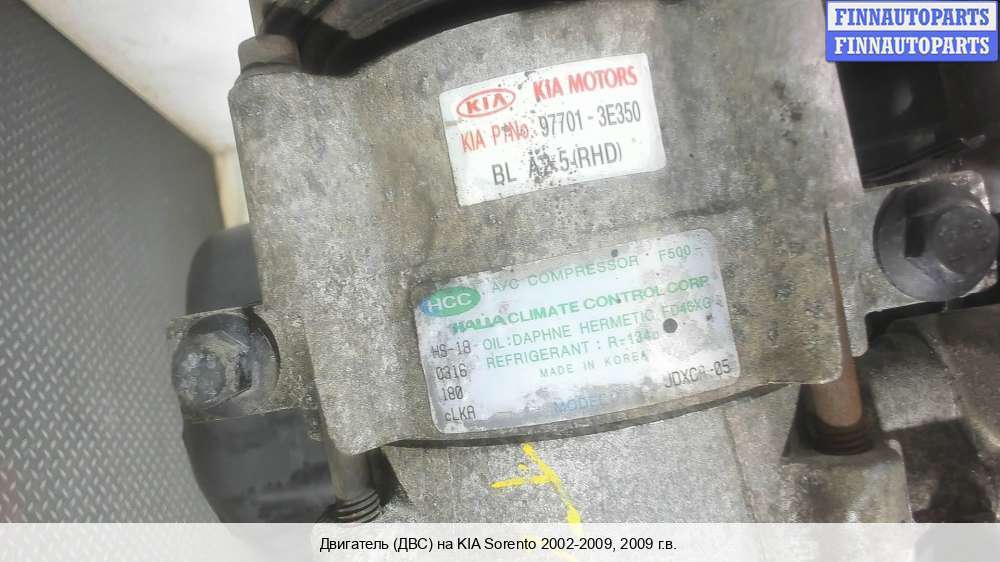 FINNAUTOPARTS
FINNAUTOPARTS
KIA KIA MOTORS
KIA P/No. 97701-3E350
BL A2.5(RHD)
HCC A/C COMPRESSOR F500-
HALLA CLIMATE CONTROL CORP.
HS-18 OIL:DAPHNE HERMETIC
0316 REFRIGERANT : R-134a
180 MADE IN KOREA
cLKA MODEL -05
Двигатель (ДВС) на KIA Sorento 2002-2009, 2009 г.в.